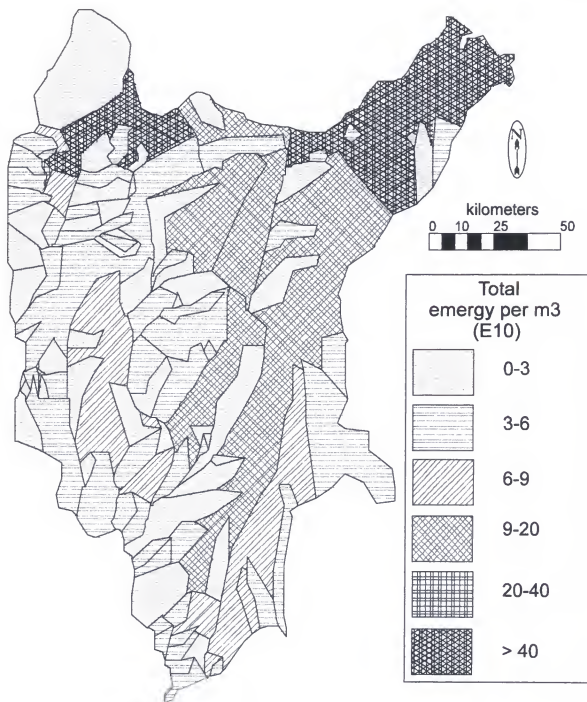 Z
kilometers
0 10 25 50
Total
emergy per m3
(E10)
0-3
3-6
6-9
9-20
20-40
> 40